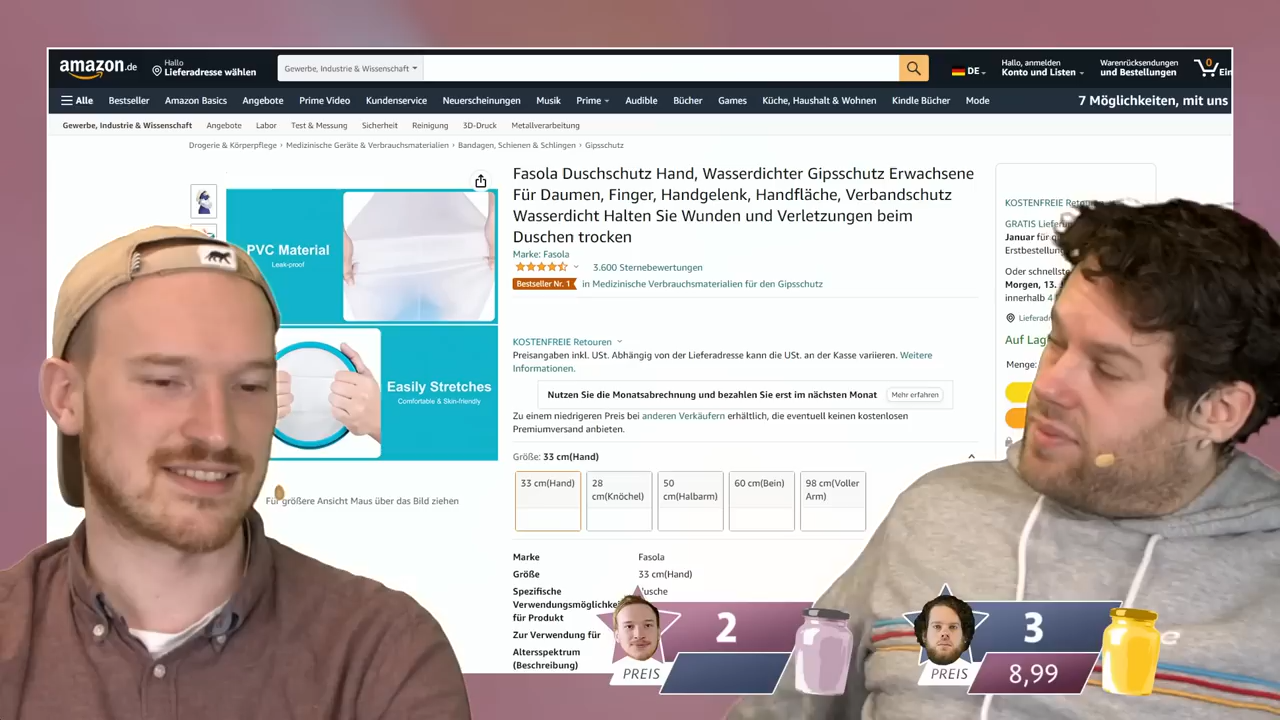 amazon.de
Hallo
Lieferadresse wählen
Gewerbe, Industrie & Wissenschaft
DE
Hallo, anmelden
Konto und Listen
Warenrücksendungen
und Bestellungen
0
Ein
Alle Bestseller Amazon Basics Angebote Prime Video Kundenservice Neuerscheinungen Musik Prime Audible Bücher Games Küche, Haushalt & Wohnen Kindle Bücher Mode
7 Möglichkeiten, mit uns
Gewerbe, Industrie & Wissenschaft Angebote Labor Test & Messung Sicherheit Reinigung 3D-Druck Metallverarbeitung
Drogerie & Körperpflege › Medizinische Geräte & Verbrauchsmaterialien › Bandagen, Schienen & Schlingen › Gipsschutz
PVC Material
Leak-proof
Easily Stretches
Comfortable & Skin-friendly
Für größere Ansicht Maus über das Bild ziehen
Fasola Duschschutz Hand, Wasserdichter Gipsschutz Erwachsene
Für Daumen, Finger, Handgelenk, Handfläche, Verbandschutz
Wasserdicht Halten Sie Wunden und Verletzungen beim
Duschen trocken
Marke: Fasola
3.600 Sternebewertungen
Bestseller Nr. 1 in Medizinische Verbrauchsmaterialien für den Gipsschutz
KOSTENFREIE Retouren
Preisangaben inkl. USt. Abhängig von der Lieferadresse kann die USt. an der Kasse variieren. Weitere
Informationen.
Nutzen Sie die Monatsabrechnung und bezahlen Sie erst im nächsten Monat
Mehr erfahren
Zu einem niedrigeren Preis bei anderen Verkäufern erhältlich, die eventuell keinen kostenlosen
Premiumversand anbieten.
Größe: 33 cm(Hand)
33 cm(Hand)
28
cm(Knöchel)
50
cm(Halbarm)
60 cm(Bein)
98 cm(Voller
Arm)
Marke Fasola
Größe 33 cm(Hand)
Spezifische
Verwendungsmöglichke
für Produkt
Zur Verwendung für
Altersspektrum
(Beschreibung)
KOSTENFREIE
GRATIS
Januar für
Erstbestellung
Oder schnellste
Morgen, 13.
innerhalb 4
Auf Lag
Menge:
2
PREIS
3
PREIS
8,99